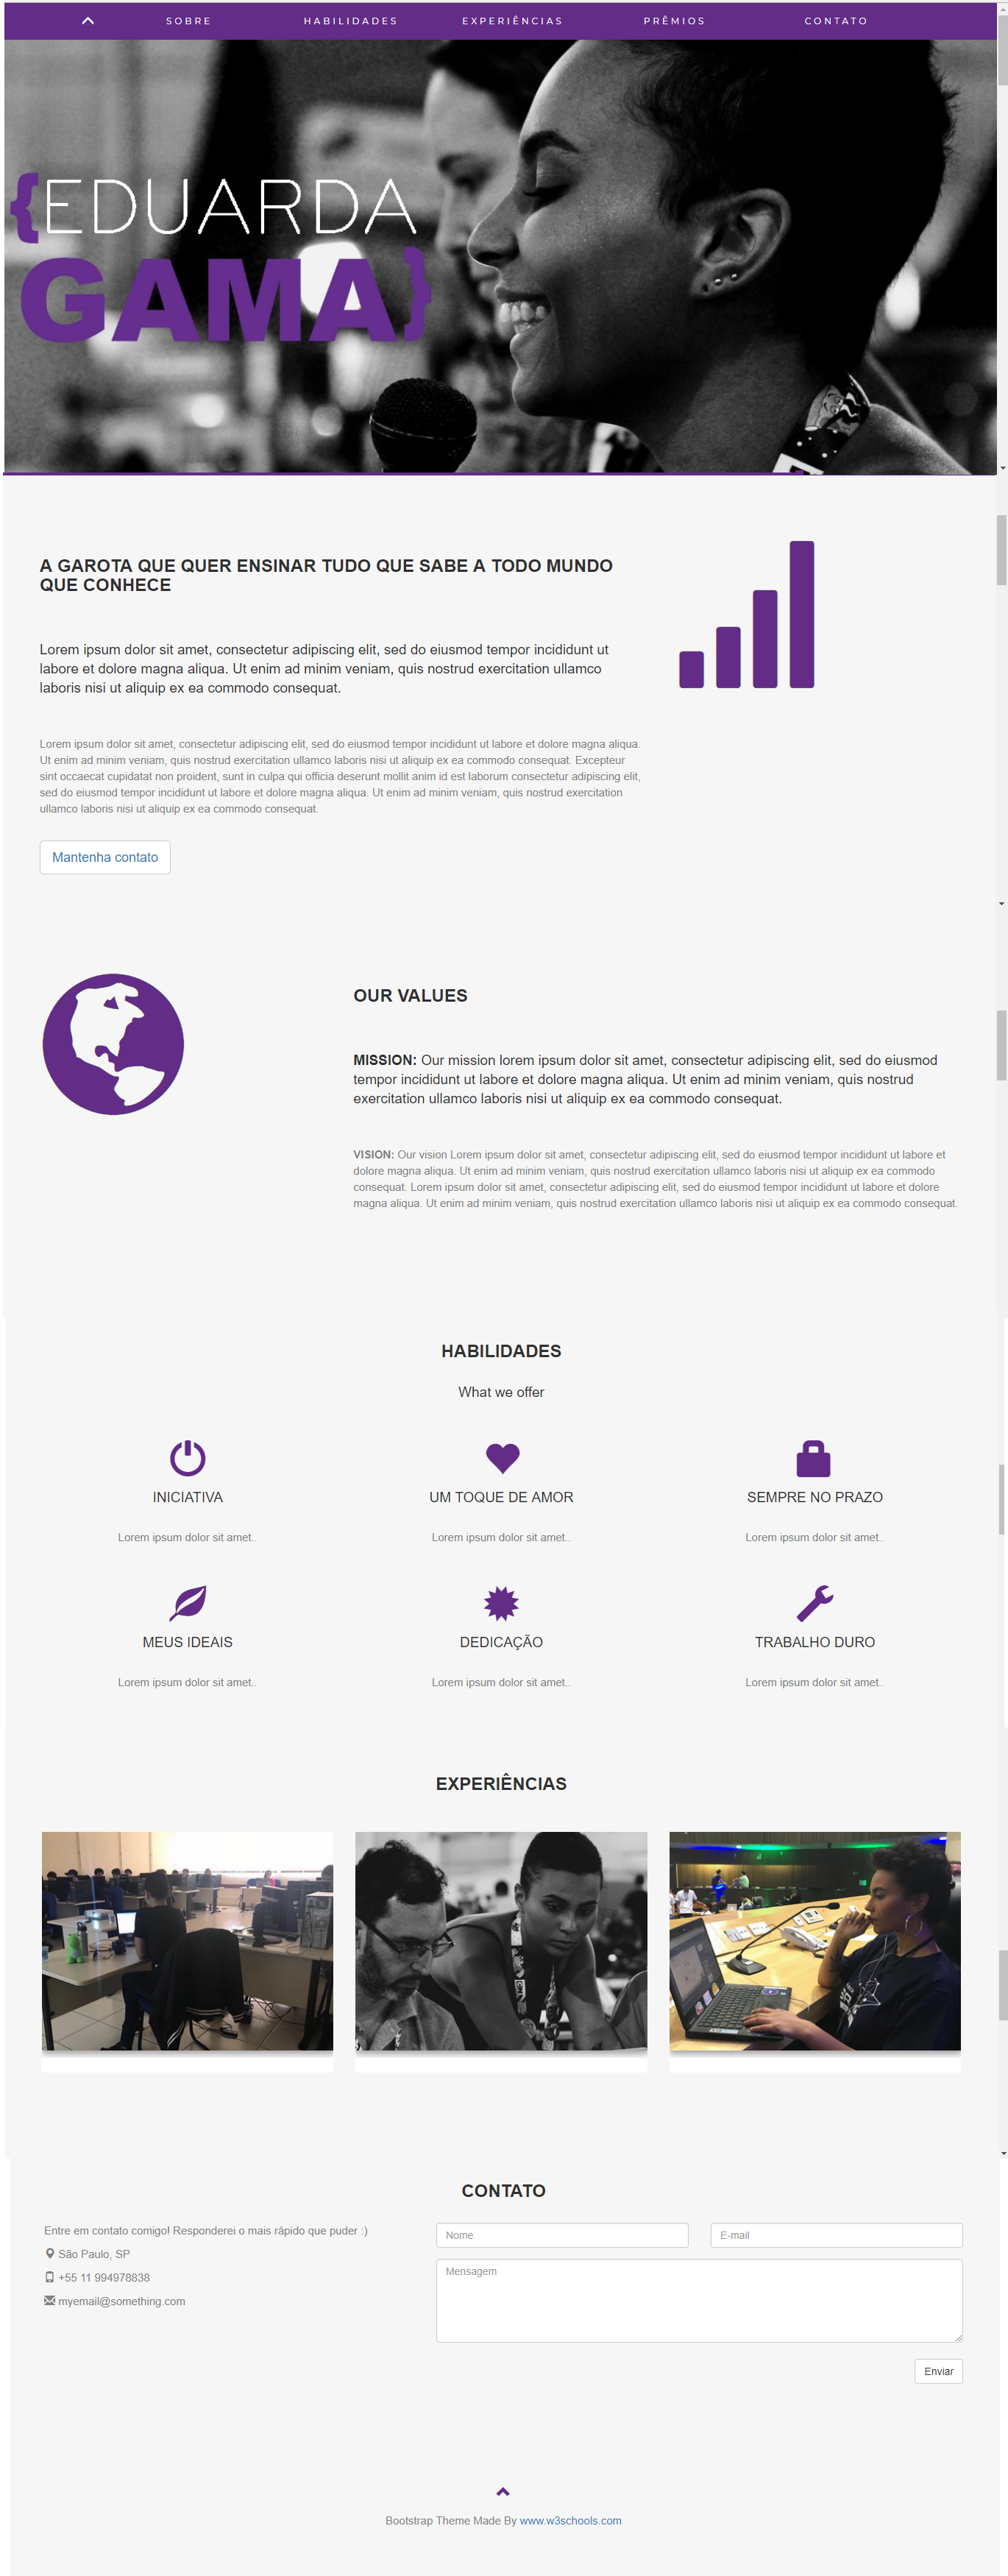 SOBRE HABILIDADES EXPERIÊNCIAS PRÊMIOS CONTATO
{EDUARDA
GAMA}
A GAROTA QUE QUER ENSINAR TUDO QUE SABE A TODO MUNDO
QUE CONHECE
Lorem ipsum dolor sit amet, consectetur adipiscing elit, sed do eiusmod tempor incididunt ut
labore et dolore magna aliqua. Ut enim ad minim veniam, quis nostrud exercitation ullamco
laboris nisi ut aliquip ex ea commodo consequat.
Lorem ipsum dolor sit amet, consectetur adipiscing elit, sed do eiusmod tempor incididunt ut labore et dolore magna aliqua.
Ut enim ad minim veniam, quis nostrud exercitation ullamco laboris nisi ut aliquip ex ea commodo consequat. Excepteur
sint occaecat cupidatat non proident, sunt in culpa qui officia deserunt mollit anim id est laborum consectetur adipiscing elit,
sed do eiusmod tempor incididunt ut labore et dolore magna aliqua. Ut enim ad minim veniam, quis nostrud exercitation
ullamco laboris nisi ut aliquip ex ea commodo consequat.
Mantenha contato
OUR VALUES
MISSION: Our mission lorem ipsum dolor sit amet, consectetur adipiscing elit, sed do eiusmod
tempor incididunt ut labore et dolore magna aliqua. Ut enim ad minim veniam, quis nostrud
exercitation ullamco laboris nisi ut aliquip ex ea commodo consequat.
VISION: Our vision Lorem ipsum dolor sit amet, consectetur adipiscing elit, sed do eiusmod tempor incididunt ut labore et
dolore magna aliqua. Ut enim ad minim veniam, quis nostrud exercitation ullamco laboris nisi ut aliquip ex ea commodo
consequat. Lorem ipsum dolor sit amet, consectetur adipiscing elit, sed do eiusmod tempor incididunt ut labore et dolore
magna aliqua. Ut enim ad minim veniam, quis nostrud exercitation ullamco laboris nisi ut aliquip ex ea commodo consequat.
HABILIDADES
What we offer
INICIATIVA UM TOQUE DE AMOR SEMPRE NO PRAZO
Lorem ipsum dolor sit amet.. Lorem ipsum dolor sit amet.. Lorem ipsum dolor sit amet..
MEUS IDEAIS DEDICAÇÃO TRABALHO DURO
Lorem ipsum dolor sit amet.. Lorem ipsum dolor sit amet.. Lorem ipsum dolor sit amet..
EXPERIÊNCIAS
CONTATO
Entre em contato comigo! Responderei o mais rápido que puder :)
São Paulo, SP
+55 11 994978838
myemail@something.com
Nome E-mail
Mensagem
Enviar
Bootstrap Theme Made By www.w3schools.com